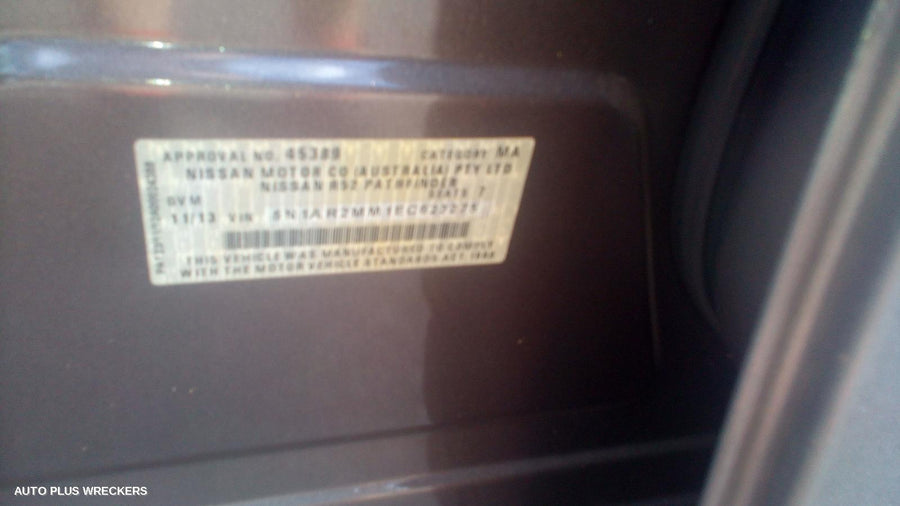 APPROVAL NO. 45389 CATEGORY MA
NISSAN MOTOR CO (AUSTRALIA) PTY LTD
NISSAN R52 PATHFINDER
GVM SEATS 7
11/13 VIN
THIS VEHICLE WAS MANUFACTURED TO COMPLY
WITH THE MOTOR VEHICLE STANDARDS ACT, 1989
AUTO PLUS WRECKERS